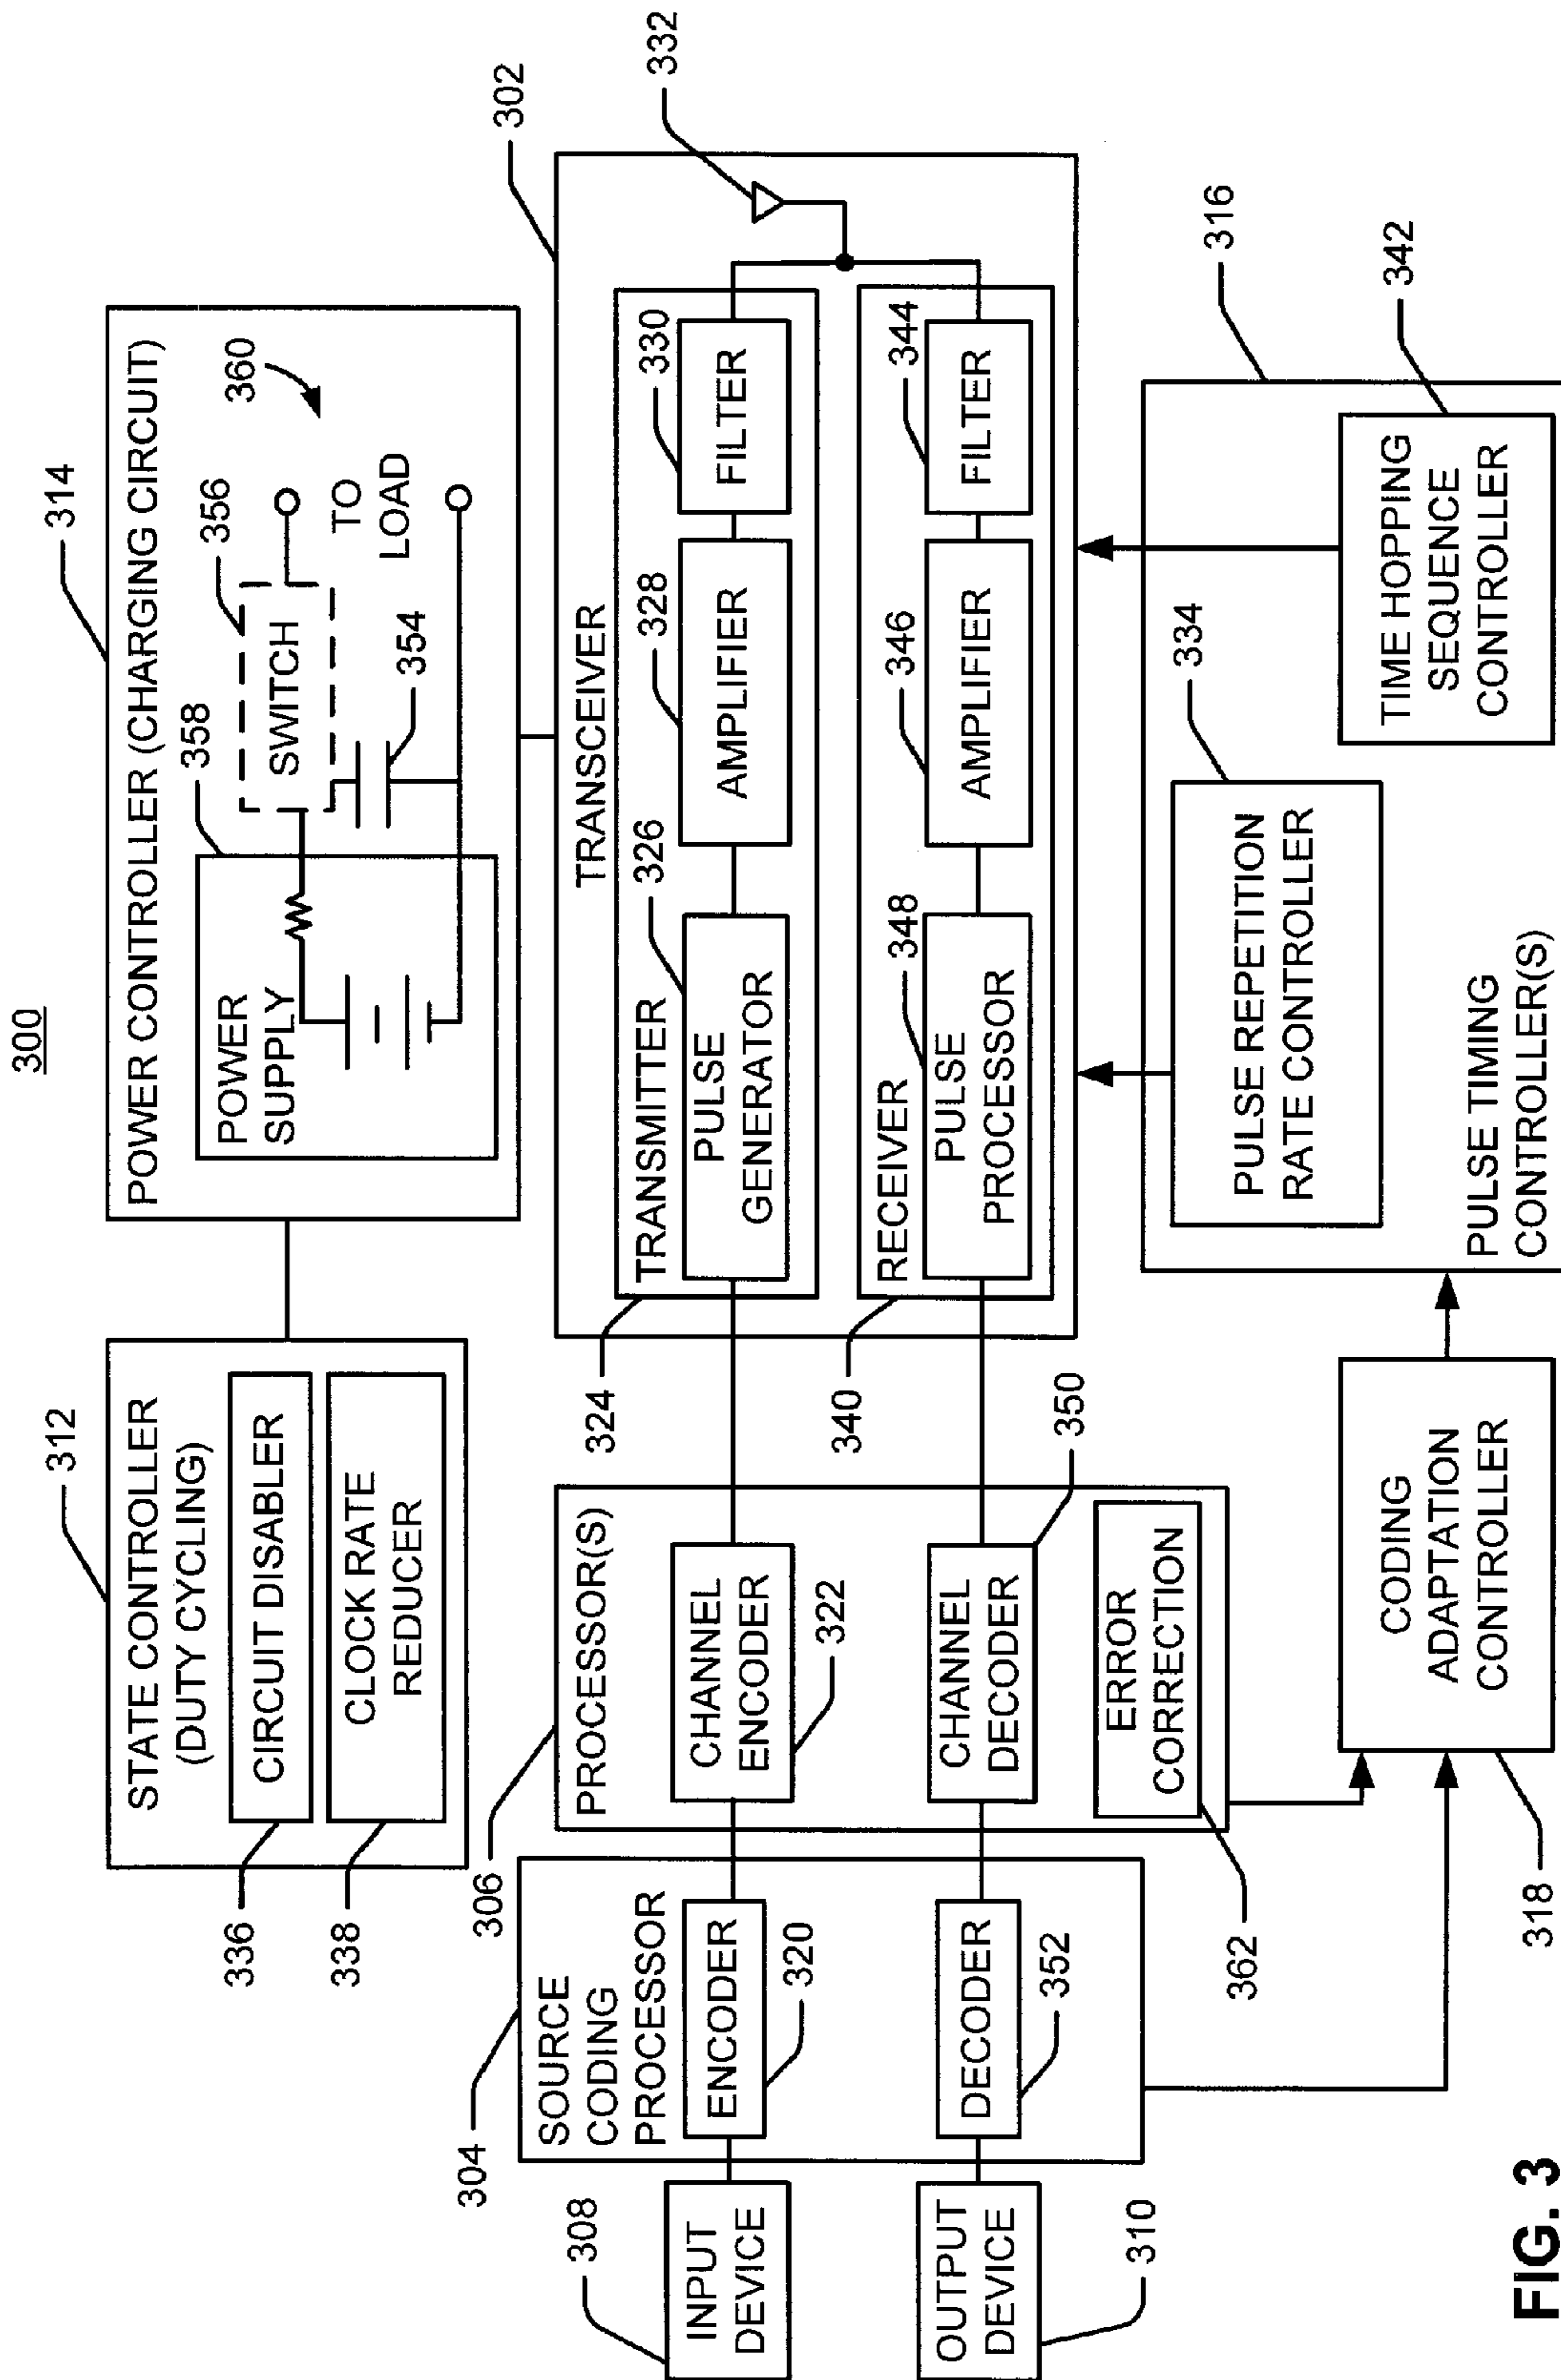 300
312
STATE CONTROLLER
(DUTY CYCLING)
CIRCUIT DISABLER
CLOCK RATE
REDUCER
336
338
314
POWER CONTROLLER (CHARGING CIRCUIT)
POWER
SUPPLY
358
SWITCH
356
354
TO
LOAD
360
302
TRANSCEIVER
TRANSMITTER
324
PULSE
GENERATOR
326
AMPLIFIER
328
FILTER
330
332
RECEIVER
340
PULSE
PROCESSOR
348
AMPLIFIER
346
FILTER
344
306
PROCESSOR(S)
CHANNEL
ENCODER
322
CHANNEL
DECODER
350
ERROR
CORRECTION
362
304
SOURCE
CODING
PROCESSOR
ENCODER
320
DECODER
352
308
INPUT
DEVICE
OUTPUT
DEVICE
310
CODING
ADAPTATION
CONTROLLER
318
316
PULSE TIMING
CONTROLLER(S)
PULSE REPETITION
RATE CONTROLLER
334
TIME HOPPING
SEQUENCE
CONTROLLER
342
FIG. 3